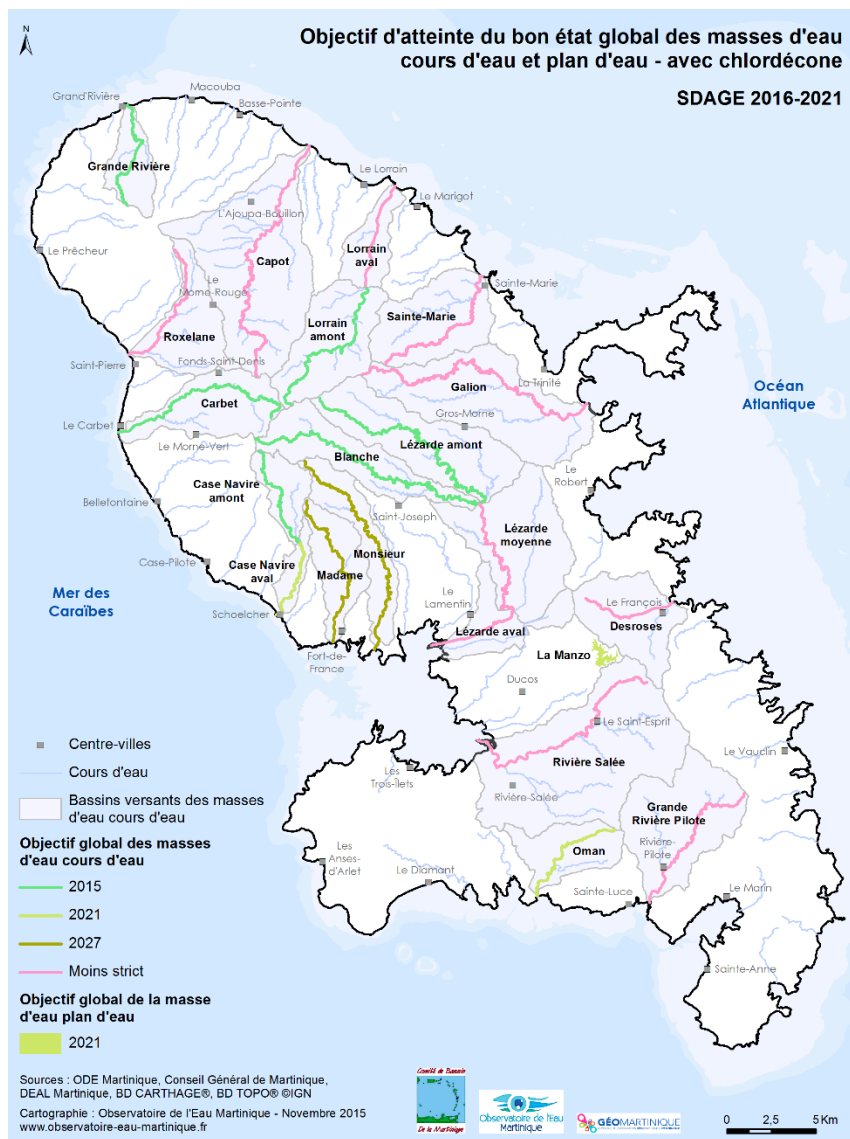 Objectif d'atteinte du bon état global des masses d'eau
cours d'eau et plan d'eau - avec chlordécone
SDAGE 2016-2021
N
Macouba
Grand'Rivière
Basse-Pointe
Grande Rivière
Le Lorrain
L'Ajoupa-Bouillon
Le Marigot
Le Prêcheur
Lorrain
aval
Capot
Le
Morne-Rouge
Sainte-Marie
Sainte-Marie
Lorrain
amont
Roxelane
Saint-Pierre
Fonds-Saint-Denis
La Trinité
Galion
Océan
Atlantique
Carbet
Gros-Morne
Le Carbet
Le Morne-Vert
Lézarde amont
Blanche
Le
Robert
Case Navire
amont
Bellefontaine
Saint-Joseph
Lézarde
moyenne
Case-Pilote
Case Navire
aval
Monsieur
Madame
Mer des
Caraïbes
Le
Lamentin
Le François
Schoelcher
Desroses
Lézarde aval
Fort-de-
France
La Manzo
Ducos
Le Saint-Esprit
Le Vauclin
Rivière Salée
Les
Trois-Îlets
Rivière-Salée
Grande
Rivière Pilote
Rivière-
Pilote
Oman
Les
Anses-
d'Arlet
Le Diamant
Sainte-Luce
Le Marin
Sainte-Anne
Centre-villes
Cours d'eau
Bassins versants des masses
d'eau cours d'eau
Objectif global des masses
d'eau cours d'eau
2015
2021
2027
Moins strict
Objectif global de la masse
d'eau plan d'eau
2021
Sources : ODE Martinique, Conseil Général de Martinique,
DEAL Martinique, BD CARTHAGE®, BD TOPO® ©IGN
Cartographie : Observatoire de l'Eau Martinique - Novembre 2015
www.observatoire-eau-martinique.fr
Comité de Bassin
De la Martinique
Observatoire de l'Eau
Martinique
GÉOMARTINIQUE
0 2,5 5 Km